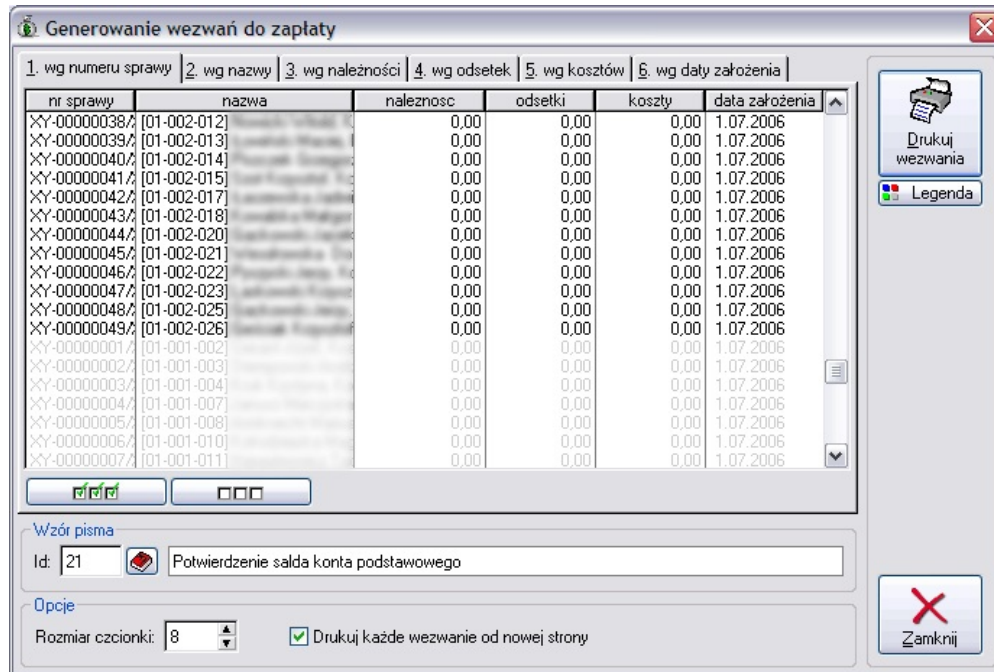 Generowanie wezwań do zapłaty
1. wg numeru sprawy 2. wg nazwy 3. wg należności 4. wg odsetek 5. wg kosztów 6. wg daty założenia
nr sprawy nazwa naleznosc odsetki koszty data założenia
XY-00000038/ [01-002-012] 0,00 0,00 0,00 1.07.2006
XY-00000039/ [01-002-013] 0,00 0,00 0,00 1.07.2006
XY-00000040/ [01-002-014] 0,00 0,00 0,00 1.07.2006
XY-00000041/ [01-002-015] 0,00 0,00 0,00 1.07.2006
XY-00000042/ [01-002-017] 0,00 0,00 0,00 1.07.2006
XY-00000043/ [01-002-018] 0,00 0,00 0,00 1.07.2006
XY-00000044/ [01-002-020] 0,00 0,00 0,00 1.07.2006
XY-00000045/ [01-002-021] 0,00 0,00 0,00 1.07.2006
XY-00000046/ [01-002-022] 0,00 0,00 0,00 1.07.2006
XY-00000047/ [01-002-023] 0,00 0,00 0,00 1.07.2006
XY-00000048/ [01-002-025] 0,00 0,00 0,00 1.07.2006
XY-00000049/ [01-002-026] 0,00 0,00 0,00 1.07.2006
XY-00000001/ [01-001-002] 0,00 0,00 0,00 1.07.2006
XY-00000002/ [01-001-003] 0,00 0,00 0,00 1.07.2006
XY-00000003/ [01-001-004] 0,00 0,00 0,00 1.07.2006
XY-00000004/ [01-001-007] 0,00 0,00 0,00 1.07.2006
XY-00000005/ [01-001-008] 0,00 0,00 0,00 1.07.2006
XY-00000006/ [01-001-010] 0,00 0,00 0,00 1.07.2006
XY-00000007/ [01-001-011] 0,00 0,00 0,00 1.07.2006
Drukuj
wezwania
Legenda
Wzór pisma
Id: 21 Potwierdzenie salda konta podstawowego
Opcje
Rozmiar czcionki: 8 Drukuj każde wezwanie od nowej strony
Zamknij